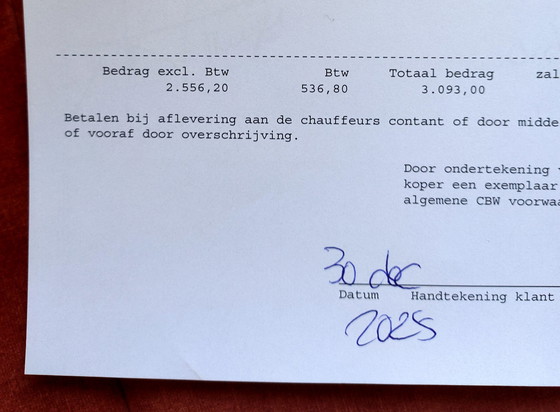 Bedrag excl. Btw Btw Totaal bedrag zal
2.556,20 536,80 3.093,00
Betalen bij aflevering aan de chauffeurs contant of door midde
of vooraf door overschrijving.
Door ondertekening v
koper een exemplaar
algemene CBW voorwaa
30 dec
Datum Handtekening klant
2025